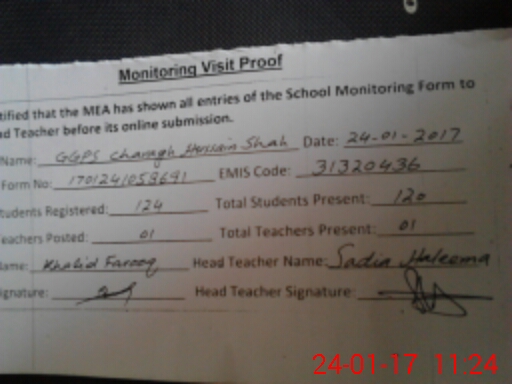 Monitoring Visit Proof
tified that the MEA has shown all entries of the School Monitoring Form to
ad Teacher before its online submission.
Name: GGPS Charagh Hussain Shah Date: 24-01-2017
Form No: 1701241053691 EMIS Code: 31320436
tudents Registered: 124 Total Students Present: 120
eachers Posted: 01 Total Teachers Present: 01
ame: Khalid Farooq Head Teacher Name: Sadia Haleema
ignature: Head Teacher Signature:
24-01-17 11:24